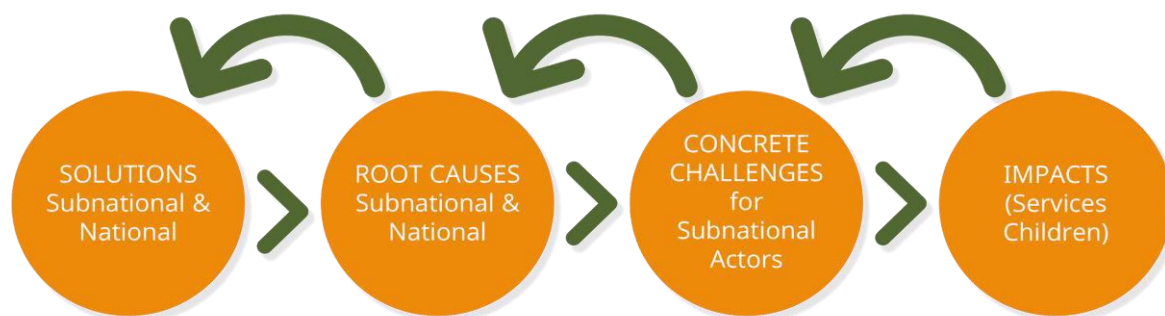 SOLUTIONS
Subnational &
National
ROOT CAUSES
Subnational &
National
CONCRETE
CHALLENGES
for
Subnational
Actors
IMPACTS
(Services
Children)